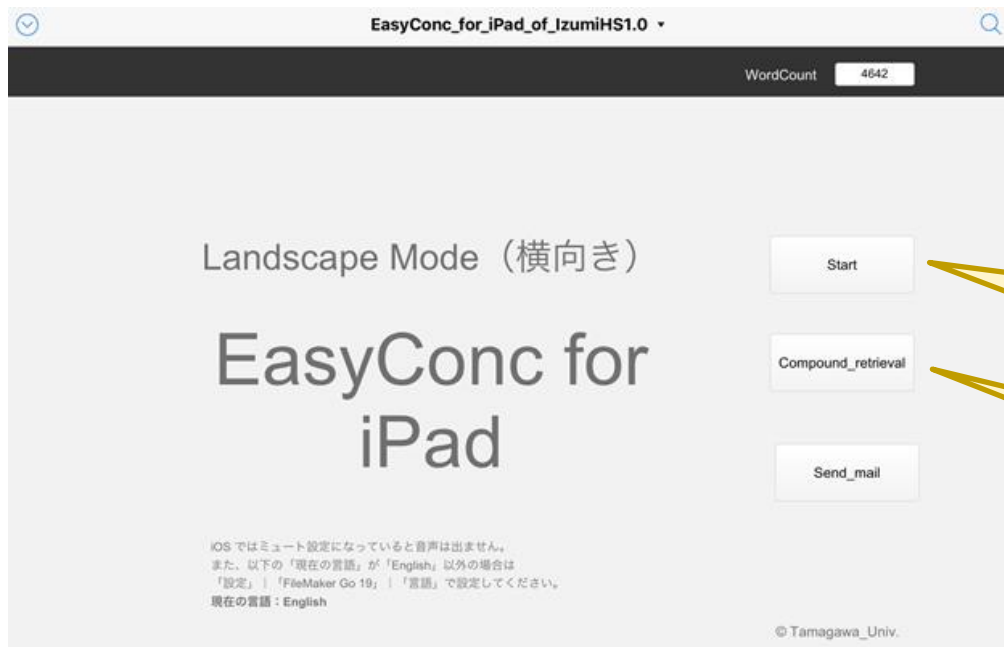 EasyConc_for_iPad_of_IzumiHS1.0
WordCount 4642
Landscape Mode（横向き）
Start
EasyConc for
iPad
Compound_retrieval
Send_mail
iOS ではミュート設定になっていると音声は出ません。
また、以下の「現在の言語」が「English」以外の場合は
「設定」｜「FileMaker Go 19」｜「言語」で設定してください。
現在の言語：English
© Tamagawa_Univ.